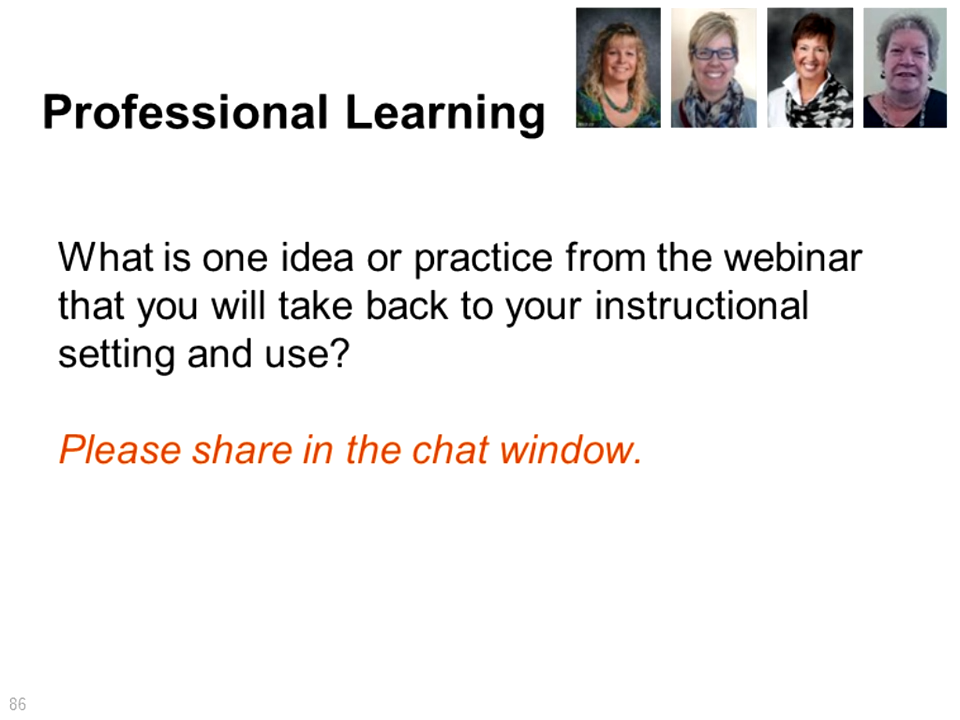 Professional Learning
What is one idea or practice from the webinar
that you will take back to your instructional
setting and use?
Please share in the chat window.
86